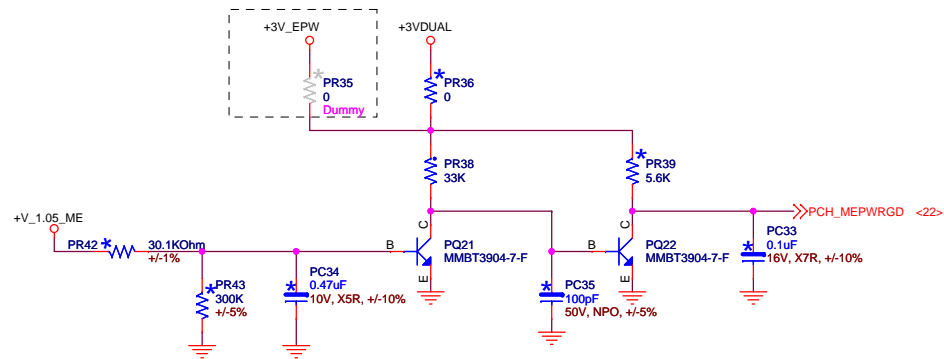 +3V_EPW
+3VDUAL
*
PR35
0
Dummy
*
PR36
0
PR38
33K
*
PR39
5.6K
+V_1.05_ME
PR42
*
30.1KOhm
+/-1%
*
PR43
300K
+/-5%
*
PC34
0.47uF
10V, X5R, +/-10%
B
C
E
PQ21
MMBT3904-7-F
*
PC35
100pF
50V, NPO, +/-5%
B
C
E
PQ22
MMBT3904-7-F
*
PC33
0.1uF
16V, X7R, +/-10%
PCH_MEPWRGD <22>